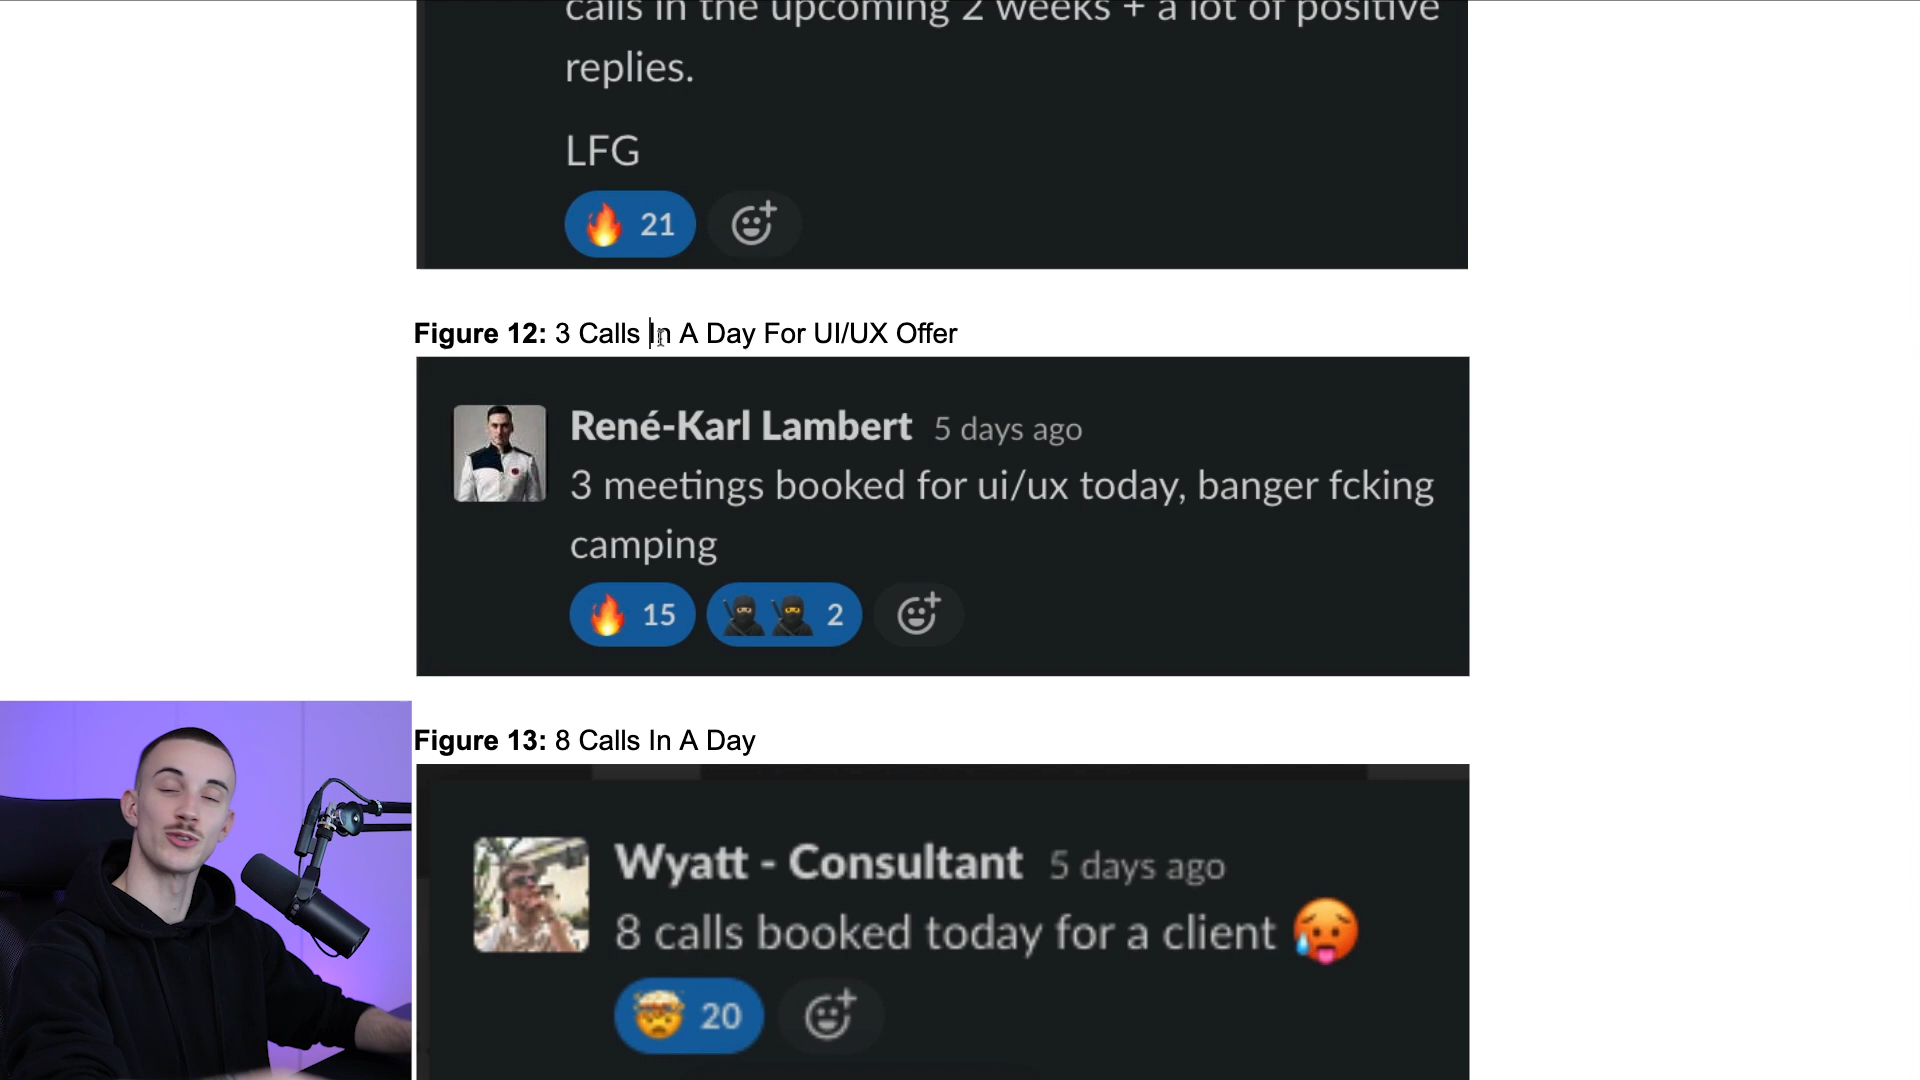 calls in the upcoming 2 weeks + a lot of positive
replies.
LFG
🔥 21
Figure 12: 3 Calls In A Day For UI/UX Offer
René-Karl Lambert 5 days ago
3 meetings booked for ui/ux today, banger fcking
camping
🔥 15 🥷🥷 2
Figure 13: 8 Calls In A Day
Wyatt - Consultant 5 days ago
8 calls booked today for a client 🥵
🤯 20